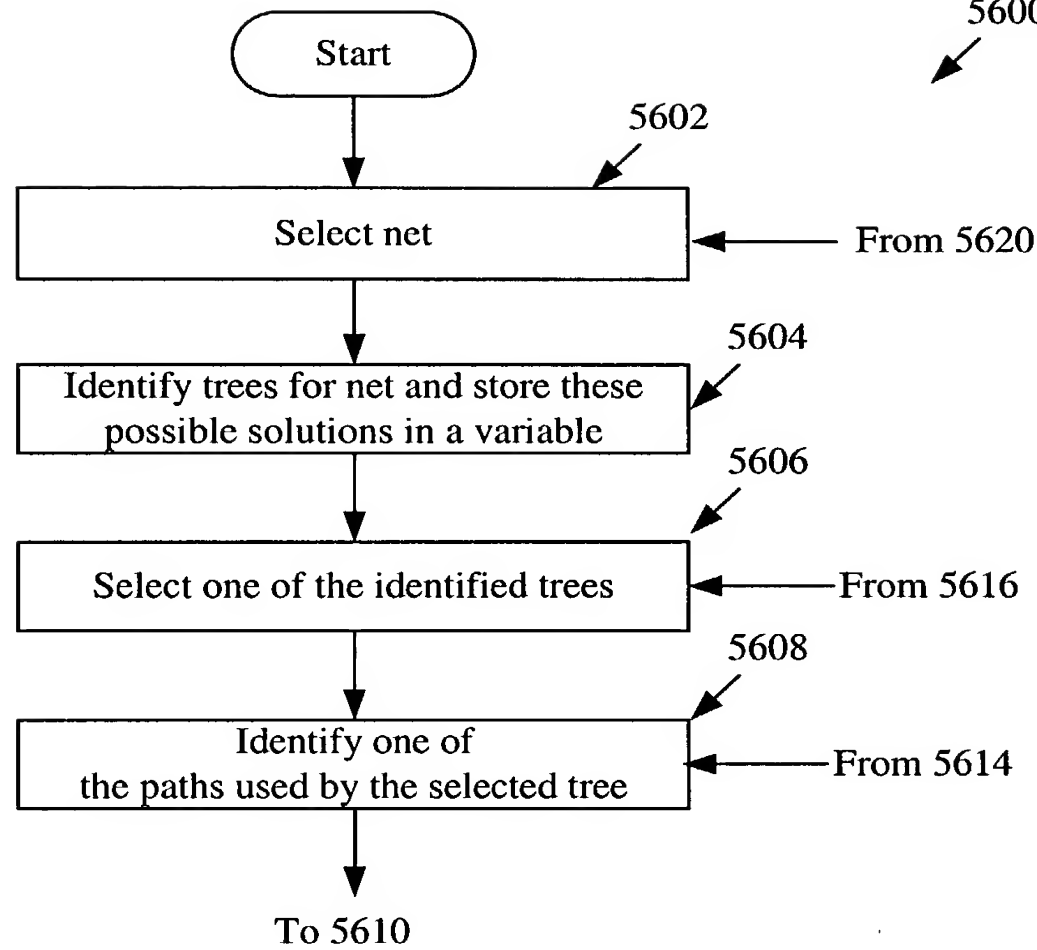 5600
Start
5602
Select net
From 5620
5604
Identify trees for net and store these
possible solutions in a variable
5606
Select one of the identified trees
From 5616
5608
Identify one of
the paths used by the selected tree
From 5614
To 5610